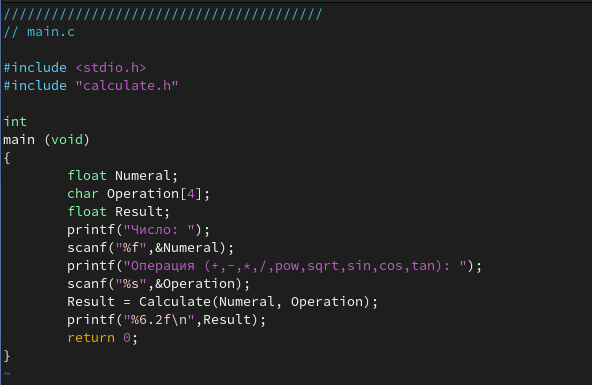 ////////////////////////////////////////
// main.c
#include <stdio.h>
#include "calculate.h"
int
main (void)
{
float Numeral;
char Operation[4];
float Result;
printf("Число: ");
scanf("%f",&Numeral);
printf("Операция (+,-,*,/,pow,sqrt,sin,cos,tan): ");
scanf("%s",&Operation);
Result = Calculate(Numeral, Operation);
printf("%6.2f\n",Result);
return 0;
}
~